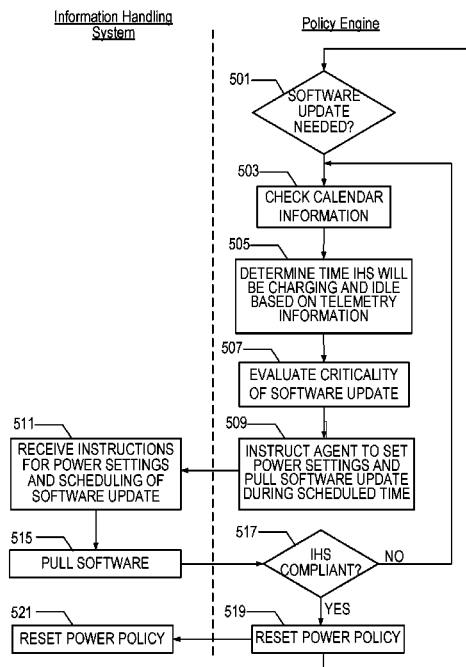 Information Handling
System
Policy Engine
501
SOFTWARE
UPDATE
NEEDED?
503
CHECK CALENDAR
INFORMATION
505
DETERMINE TIME IHS WILL
BE CHARGING AND IDLE
BASED ON TELEMETRY
INFORMATION
507
EVALUATE CRITICALITY
OF SOFTWARE UPDATE
509
INSTRUCT AGENT TO SET
POWER SETTINGS AND
PULL SOFTWARE UPDATE
DURING SCHEDULED TIME
511
RECEIVE INSTRUCTIONS
FOR POWER SETTINGS
AND SCHEDULING OF
SOFTWARE UPDATE
515
PULL SOFTWARE
517
IHS
COMPLIANT?
NO
YES
519
RESET POWER POLICY
521
RESET POWER POLICY